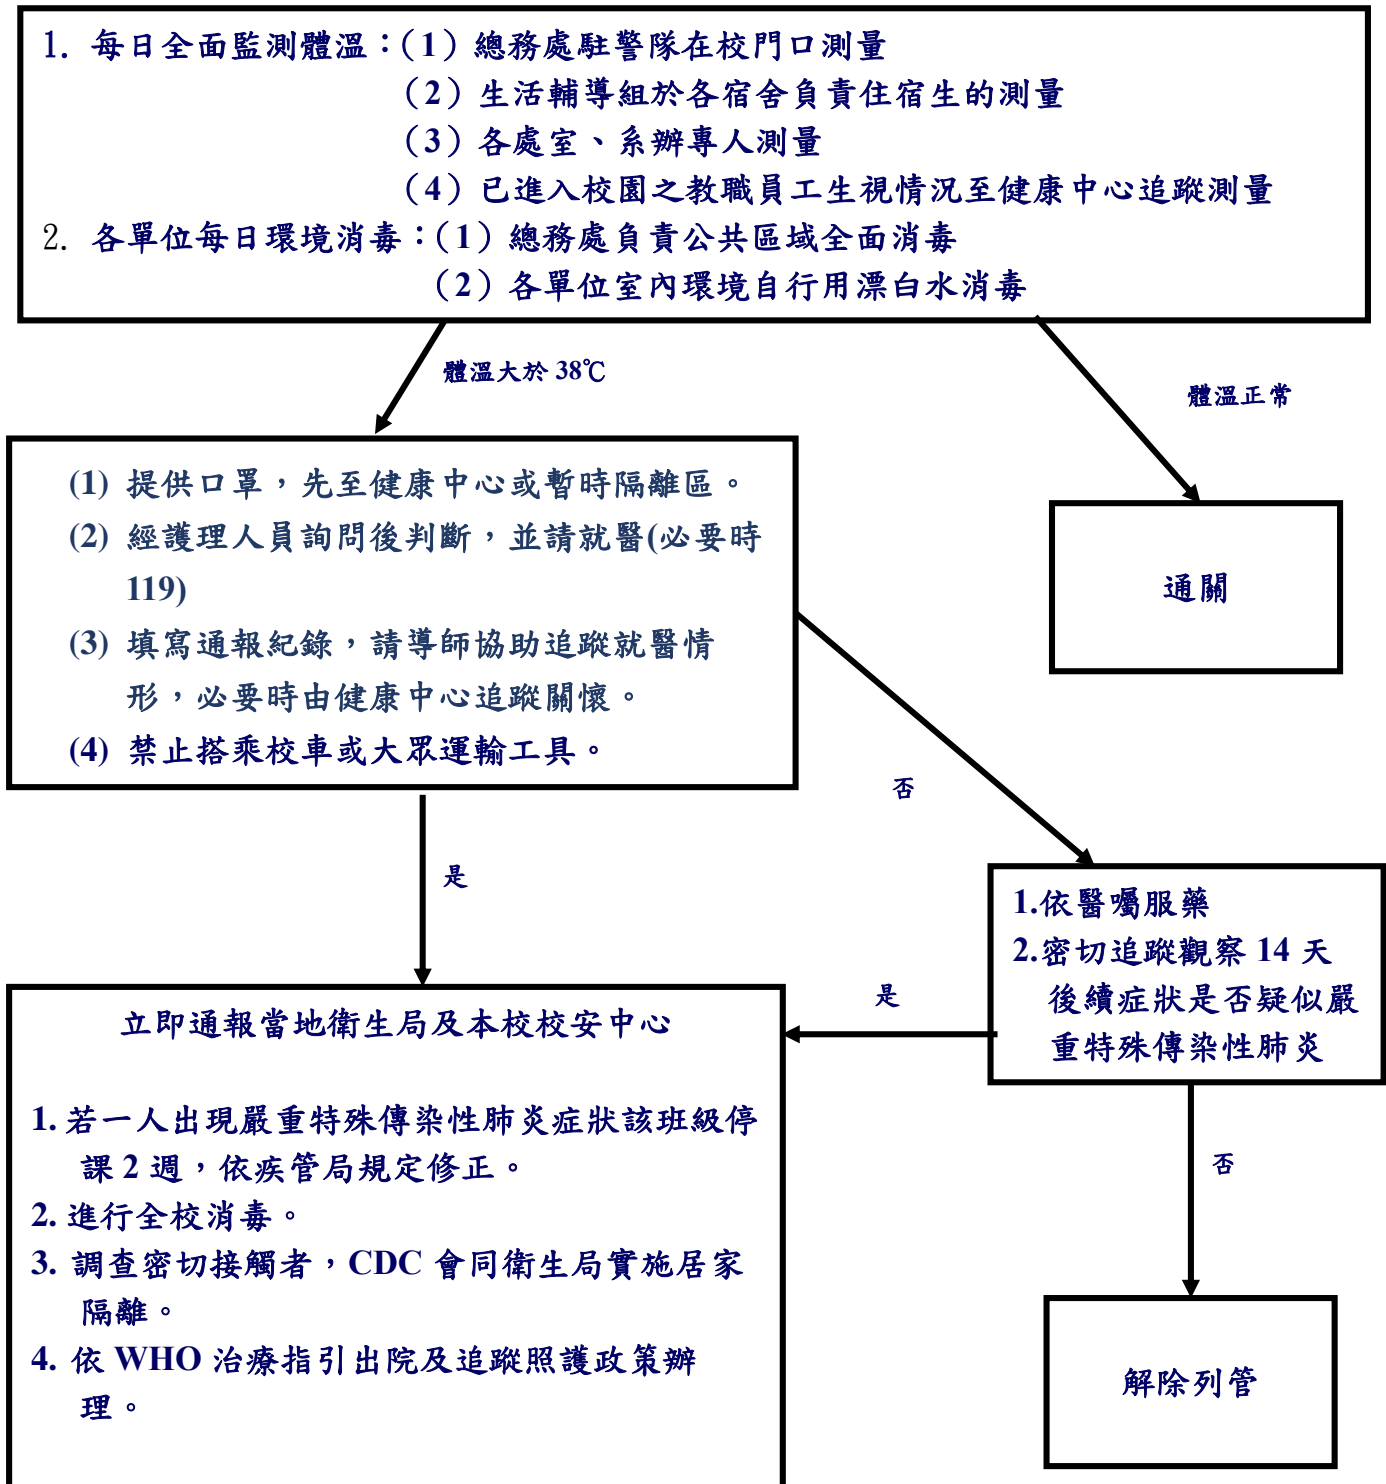 1. 每日全面監測體溫：（1）總務處駐警隊在校門口測量
（2）生活輔導組於各宿舍負責住宿生的測量
（3）各處室、系辦專人測量
（4）已進入校園之教職員工生視情況至健康中心追蹤測量
2. 各單位每日環境消毒：（1）總務處負責公共區域全面消毒
（2）各單位室內環境自行用漂白水消毒
體溫大於 38℃
體溫正常
(1) 提供口罩，先至健康中心或暫時隔離區。
(2) 經護理人員詢問後判斷，並請就醫(必要時
119)
(3) 填寫通報紀錄，請導師協助追蹤就醫情
形，必要時由健康中心追蹤關懷。
(4) 禁止搭乘校車或大眾運輸工具。
通關
否
是
1.依醫囑服藥
2.密切追蹤觀察 14 天
後續症狀是否疑似嚴
重特殊傳染性肺炎
是
立即通報當地衛生局及本校校安中心
1. 若一人出現嚴重特殊傳染性肺炎症狀該班級停
課 2 週，依疾管局規定修正。
2. 進行全校消毒。
3. 調查密切接觸者，CDC 會同衛生局實施居家
隔離。
4. 依 WHO 治療指引出院及追蹤照護政策辦
理。
否
解除列管